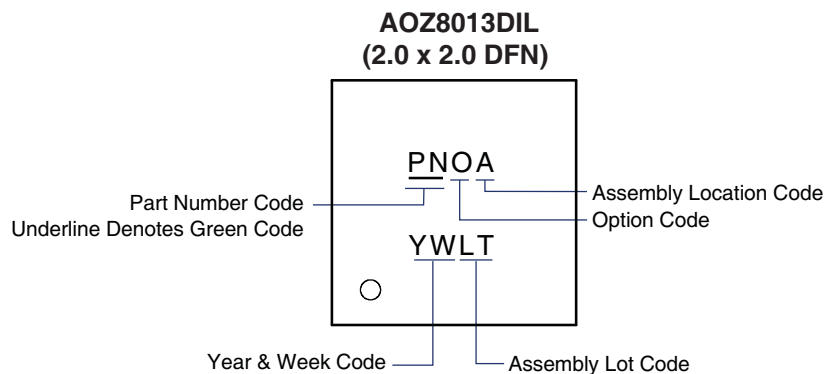 AOZ8013DIL
(2.0 x 2.0 DFN)
PNOA
Part Number Code
Underline Denotes Green Code
Assembly Location Code
Option Code
YWLT
Year & Week Code
Assembly Lot Code